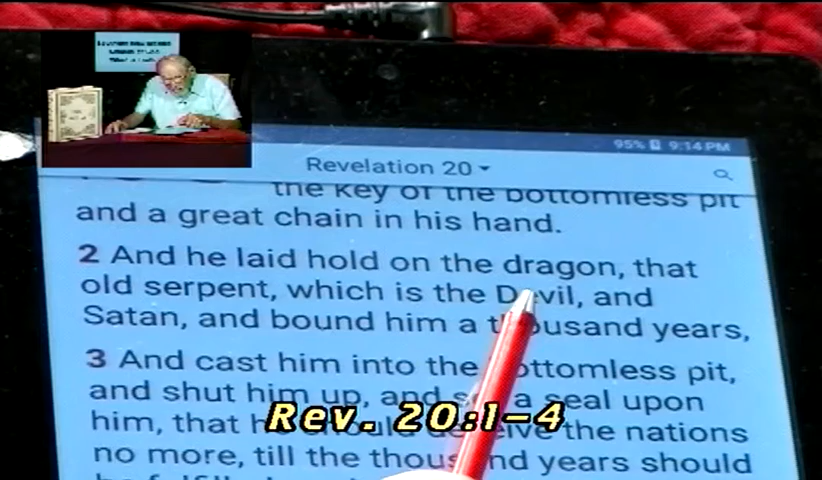 95% 9:14 PM
Revelation 20
the key of the bottomless pit
and a great chain in his hand.
2 And he laid hold on the dragon, that
old serpent, which is the Devil, and
Satan, and bound him a thousand years,
3 And cast him into the bottomless pit,
and shut him up, and set a seal upon
him, that he should deceive the nations
no more, till the thousand years should
Rev. 20:1-4